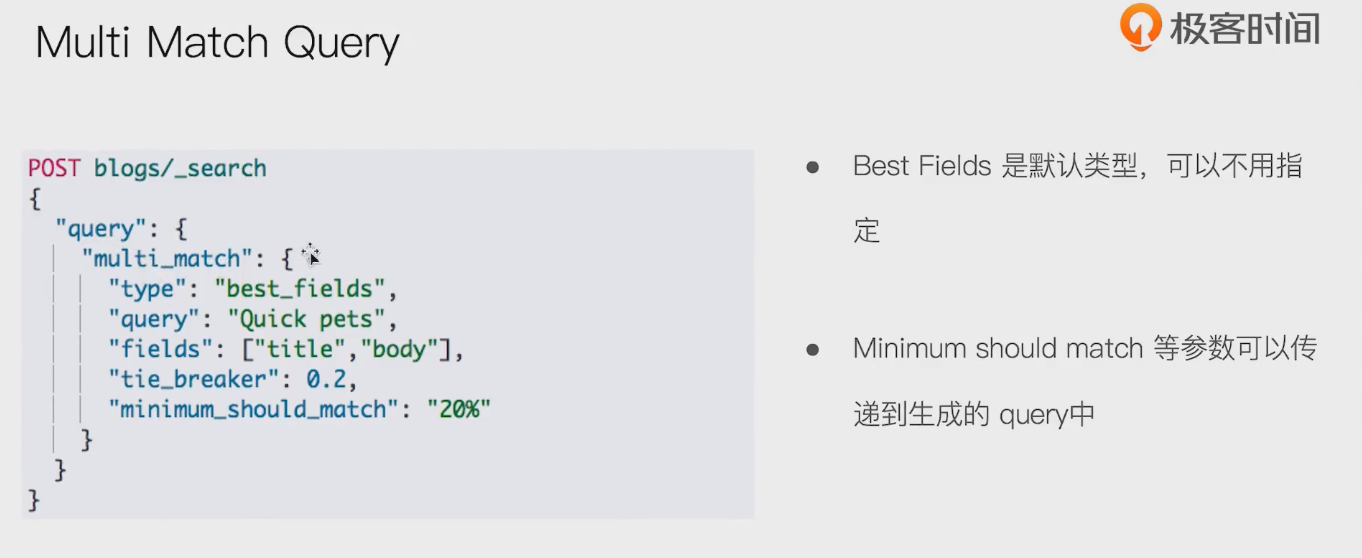 Multi Match Query
极客时间
POST blogs/_search
{
"query": {
"multi_match": {
"type": "best_fields",
"query": "Quick pets",
"fields": ["title","body"],
"tie_breaker": 0.2,
"minimum_should_match": "20%"
}
}
}
Best Fields 是默认类型，可以不用指
定
Minimum should match 等参数可以传
递到生成的 query中